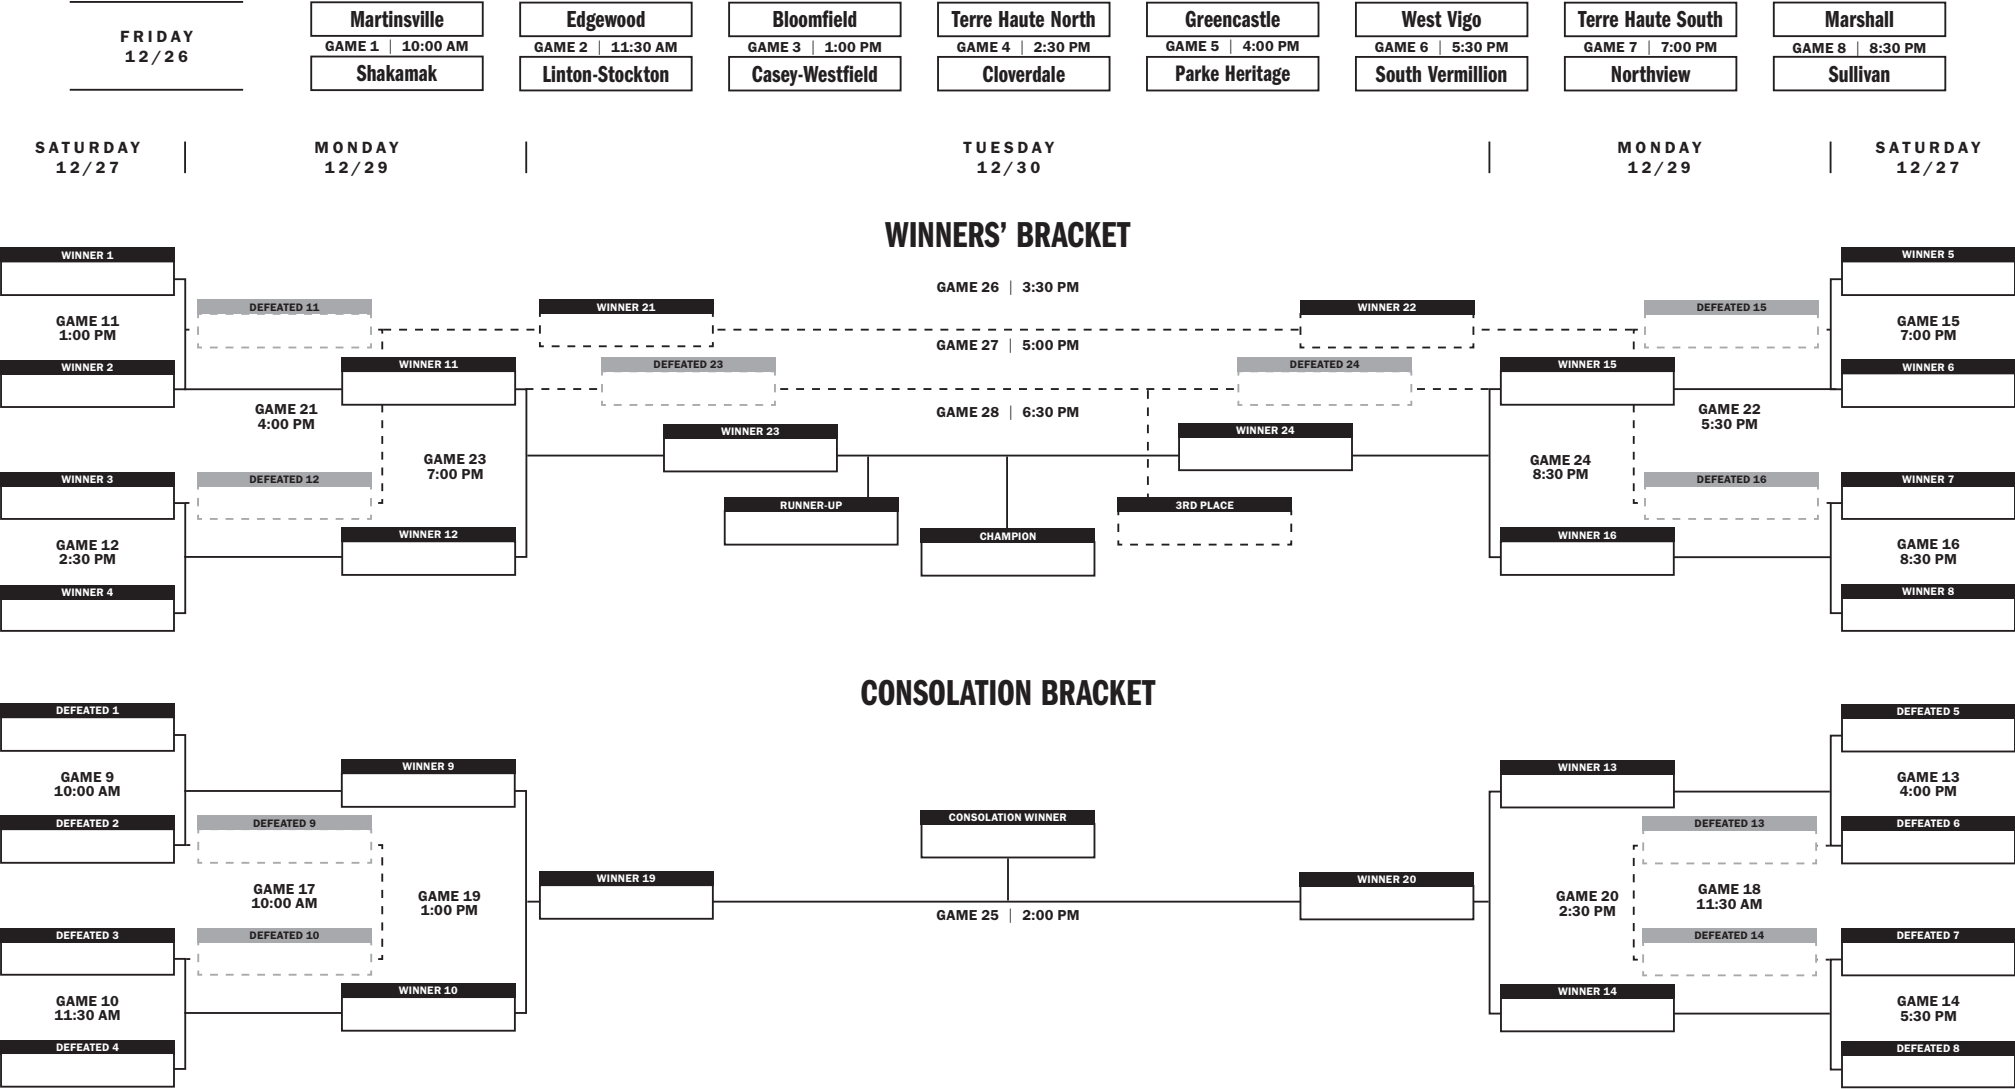 FRIDAY
12/26
Martinsville
GAME 1 | 10:00 AM
Shakamak
Edgewood
GAME 2 | 11:30 AM
Linton-Stockton
Bloomfield
GAME 3 | 1:00 PM
Casey-Westfield
Terre Haute North
GAME 4 | 2:30 PM
Cloverdale
Greencastle
GAME 5 | 4:00 PM
Parke Heritage
West Vigo
GAME 6 | 5:30 PM
South Vermillion
Terre Haute South
GAME 7 | 7:00 PM
Northview
Marshall
GAME 8 | 8:30 PM
Sullivan
SATURDAY
12/27
MONDAY
12/29
TUESDAY
12/30
MONDAY
12/29
SATURDAY
12/27
WINNERS’ BRACKET
WINNER 1
GAME 11
1:00 PM
WINNER 2
WINNER 3
GAME 12
2:30 PM
WINNER 4
DEFEATED 11
WINNER 11
GAME 21
4:00 PM
DEFEATED 12
GAME 23
7:00 PM
WINNER 12
WINNER 21
GAME 26 | 3:30 PM
WINNER 22
GAME 27 | 5:00 PM
DEFEATED 23
DEFEATED 24
GAME 28 | 6:30 PM
WINNER 23
WINNER 24
RUNNER-UP
CHAMPION
3RD PLACE
DEFEATED 15
WINNER 15
GAME 22
5:30 PM
GAME 24
8:30 PM
DEFEATED 16
WINNER 16
WINNER 5
GAME 15
7:00 PM
WINNER 6
WINNER 7
GAME 16
8:30 PM
WINNER 8
CONSOLATION BRACKET
DEFEATED 1
GAME 9
10:00 AM
DEFEATED 2
DEFEATED 3
GAME 10
11:30 AM
DEFEATED 4
WINNER 9
DEFEATED 9
GAME 17
10:00 AM
GAME 19
1:00 PM
DEFEATED 10
WINNER 10
WINNER 19
CONSOLATION WINNER
GAME 25 | 2:00 PM
WINNER 20
WINNER 13
DEFEATED 13
GAME 20
2:30 PM
GAME 18
11:30 AM
DEFEATED 14
WINNER 14
DEFEATED 5
GAME 13
4:00 PM
DEFEATED 6
DEFEATED 7
GAME 14
5:30 PM
DEFEATED 8